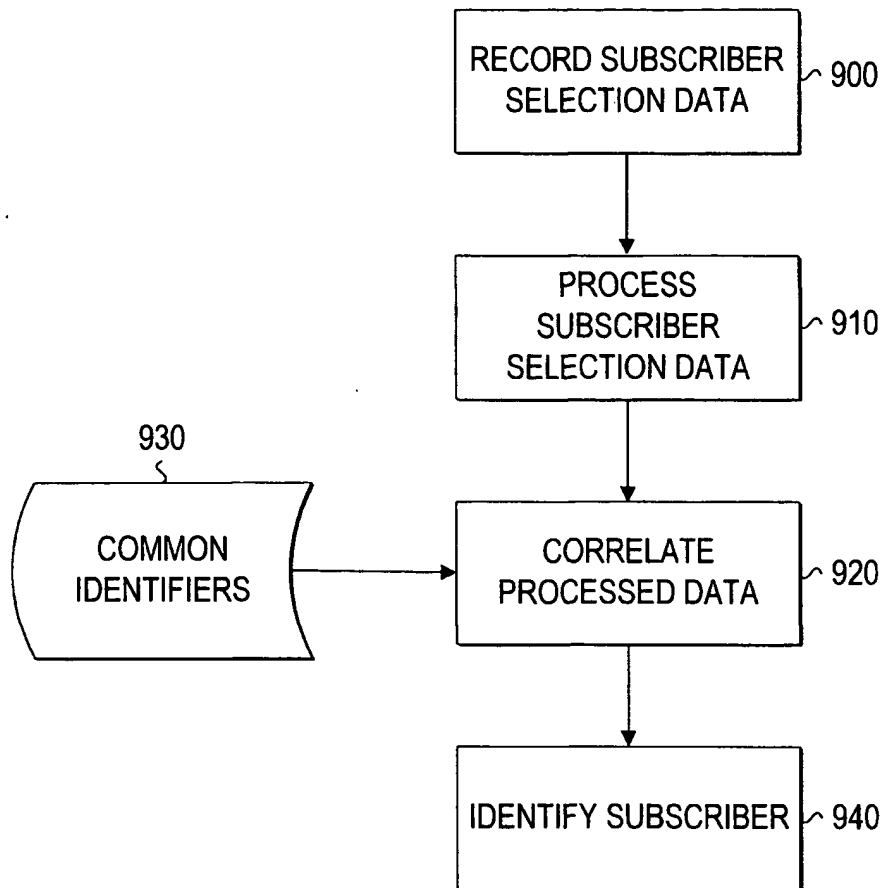 RECORD SUBSCRIBER
SELECTION DATA
900
PROCESS
SUBSCRIBER
SELECTION DATA
910
930
COMMON
IDENTIFIERS
CORRELATE
PROCESSED DATA
920
IDENTIFY SUBSCRIBER
940